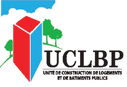 UCLBP
UNITÉ DE CONSTRUCTION DE LOGEMENTS
ET DE BATIMENTS PUBLICS